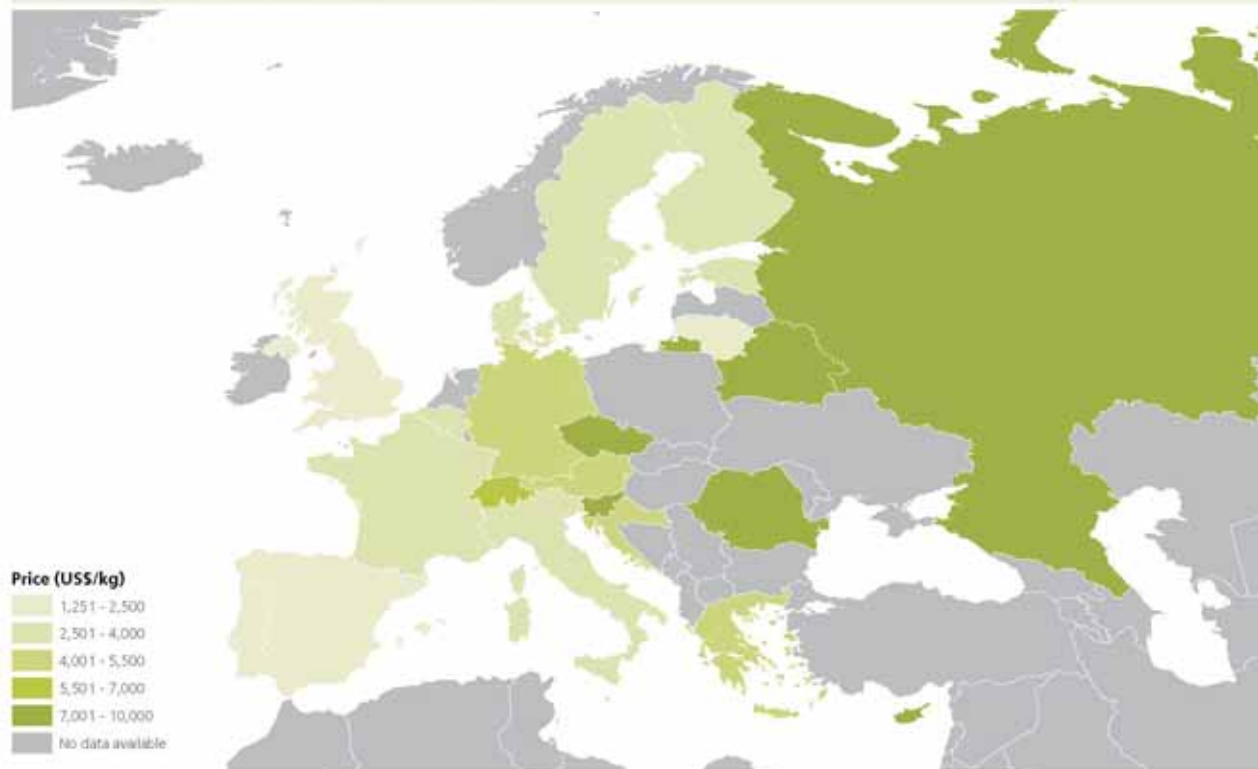 Price (US$/kg)
1,251 - 2,500
2,501 - 4,000
4,001 - 5,500
5,501 - 7,000
7,001 - 10,000
No data available